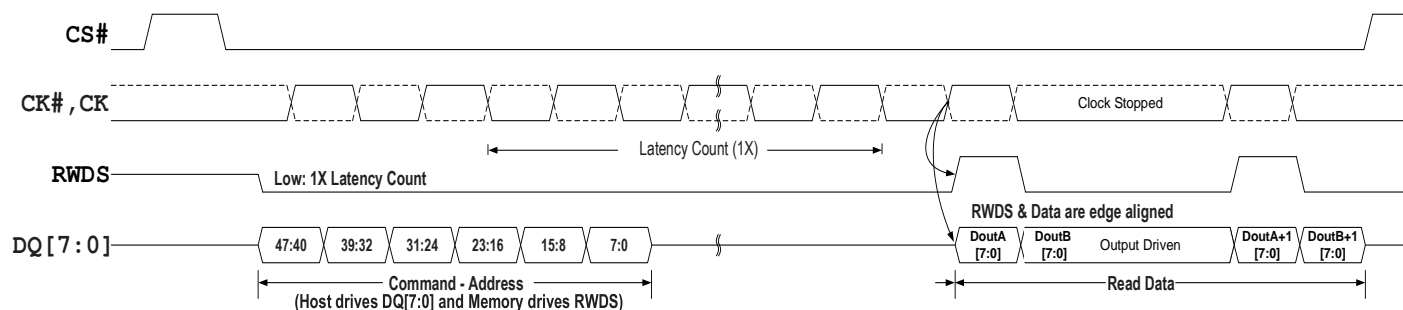 CS#
CK#,CK
Clock Stopped
Latency Count (1X)
RWDS
Low: 1X Latency Count
RWDS & Data are edge aligned
DQ[7:0]
47:40 39:32 31:24 23:16 15:8 7:0
DoutA
[7:0]
DoutB
[7:0]
Output Driven
DoutA+1
[7:0]
DoutB+1
[7:0]
Command - Address
(Host drives DQ[7:0] and Memory drives RWDS)
Read Data